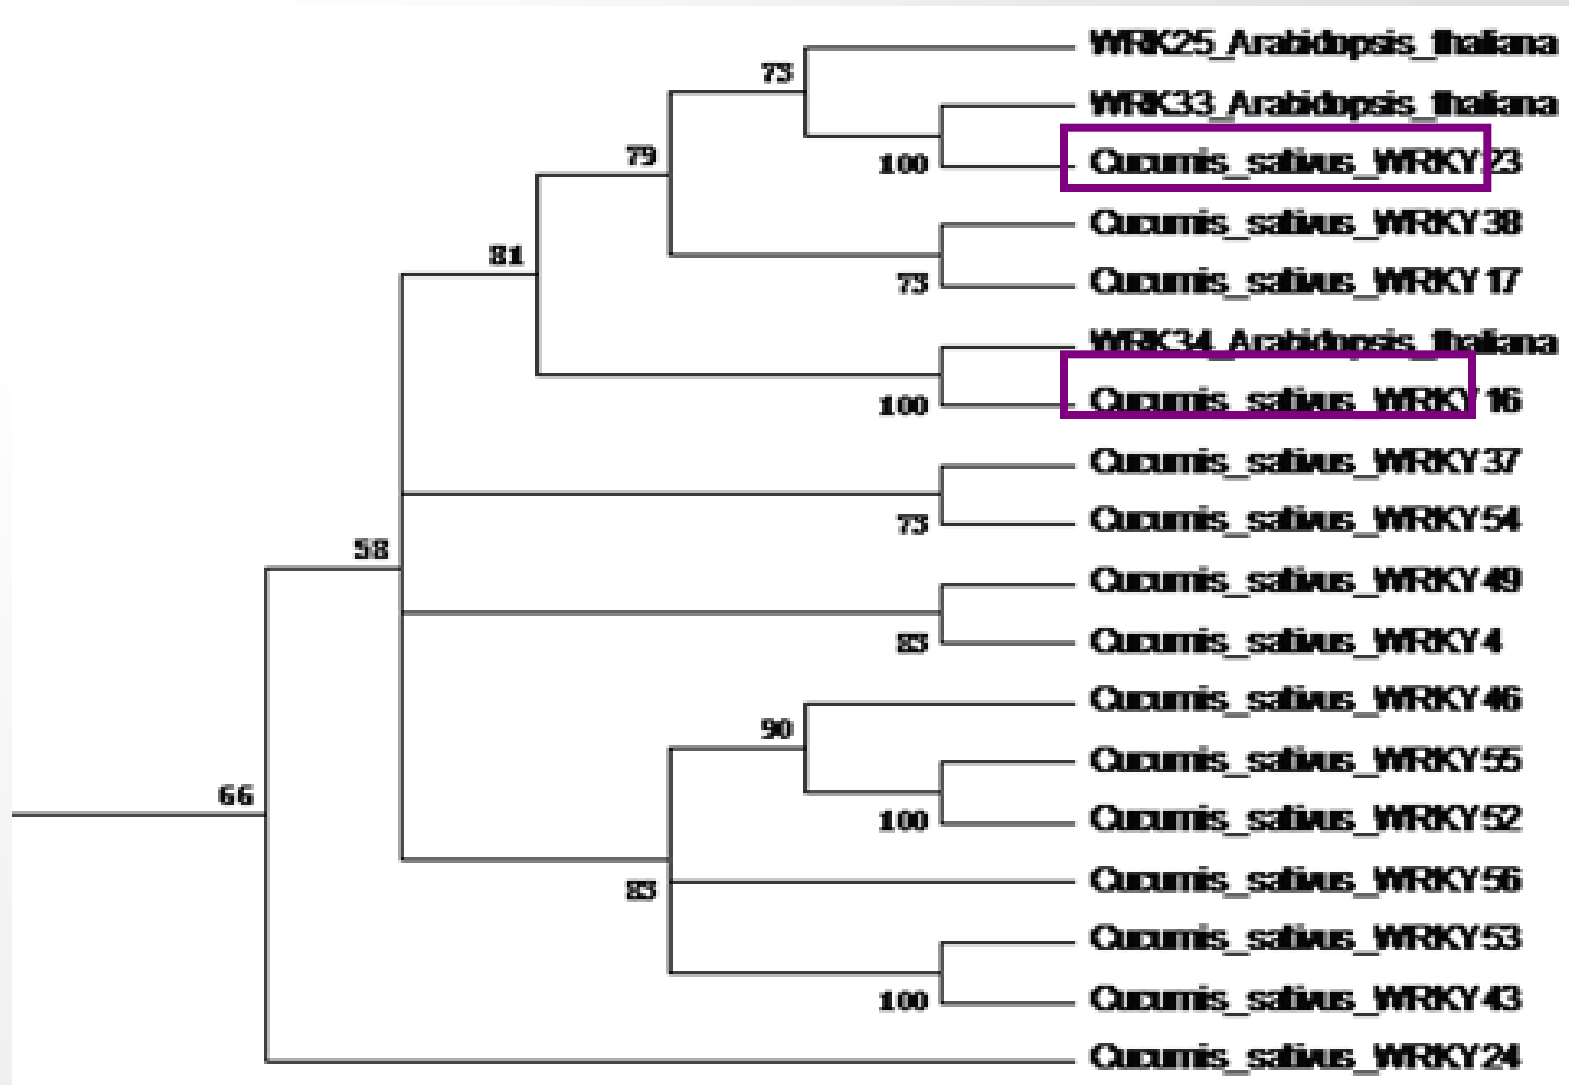 WRK25_Arabidopsis_thaliana
73
WRK33_Arabidopsis_thaliana
79
100
Cucumis_sativus_WRKY23
Cucumis_sativus_WRKY38
81
73
Cucumis_sativus_WRKY17
WRK34_Arabidopsis_thaliana
100
Cucumis_sativus_WRKY16
Cucumis_sativus_WRKY37
73
Cucumis_sativus_WRKY54
58
Cucumis_sativus_WRKY49
83
Cucumis_sativus_WRKY4
Cucumis_sativus_WRKY46
90
Cucumis_sativus_WRKY55
66
100
Cucumis_sativus_WRKY52
83
Cucumis_sativus_WRKY56
Cucumis_sativus_WRKY53
100
Cucumis_sativus_WRKY43
Cucumis_sativus_WRKY24